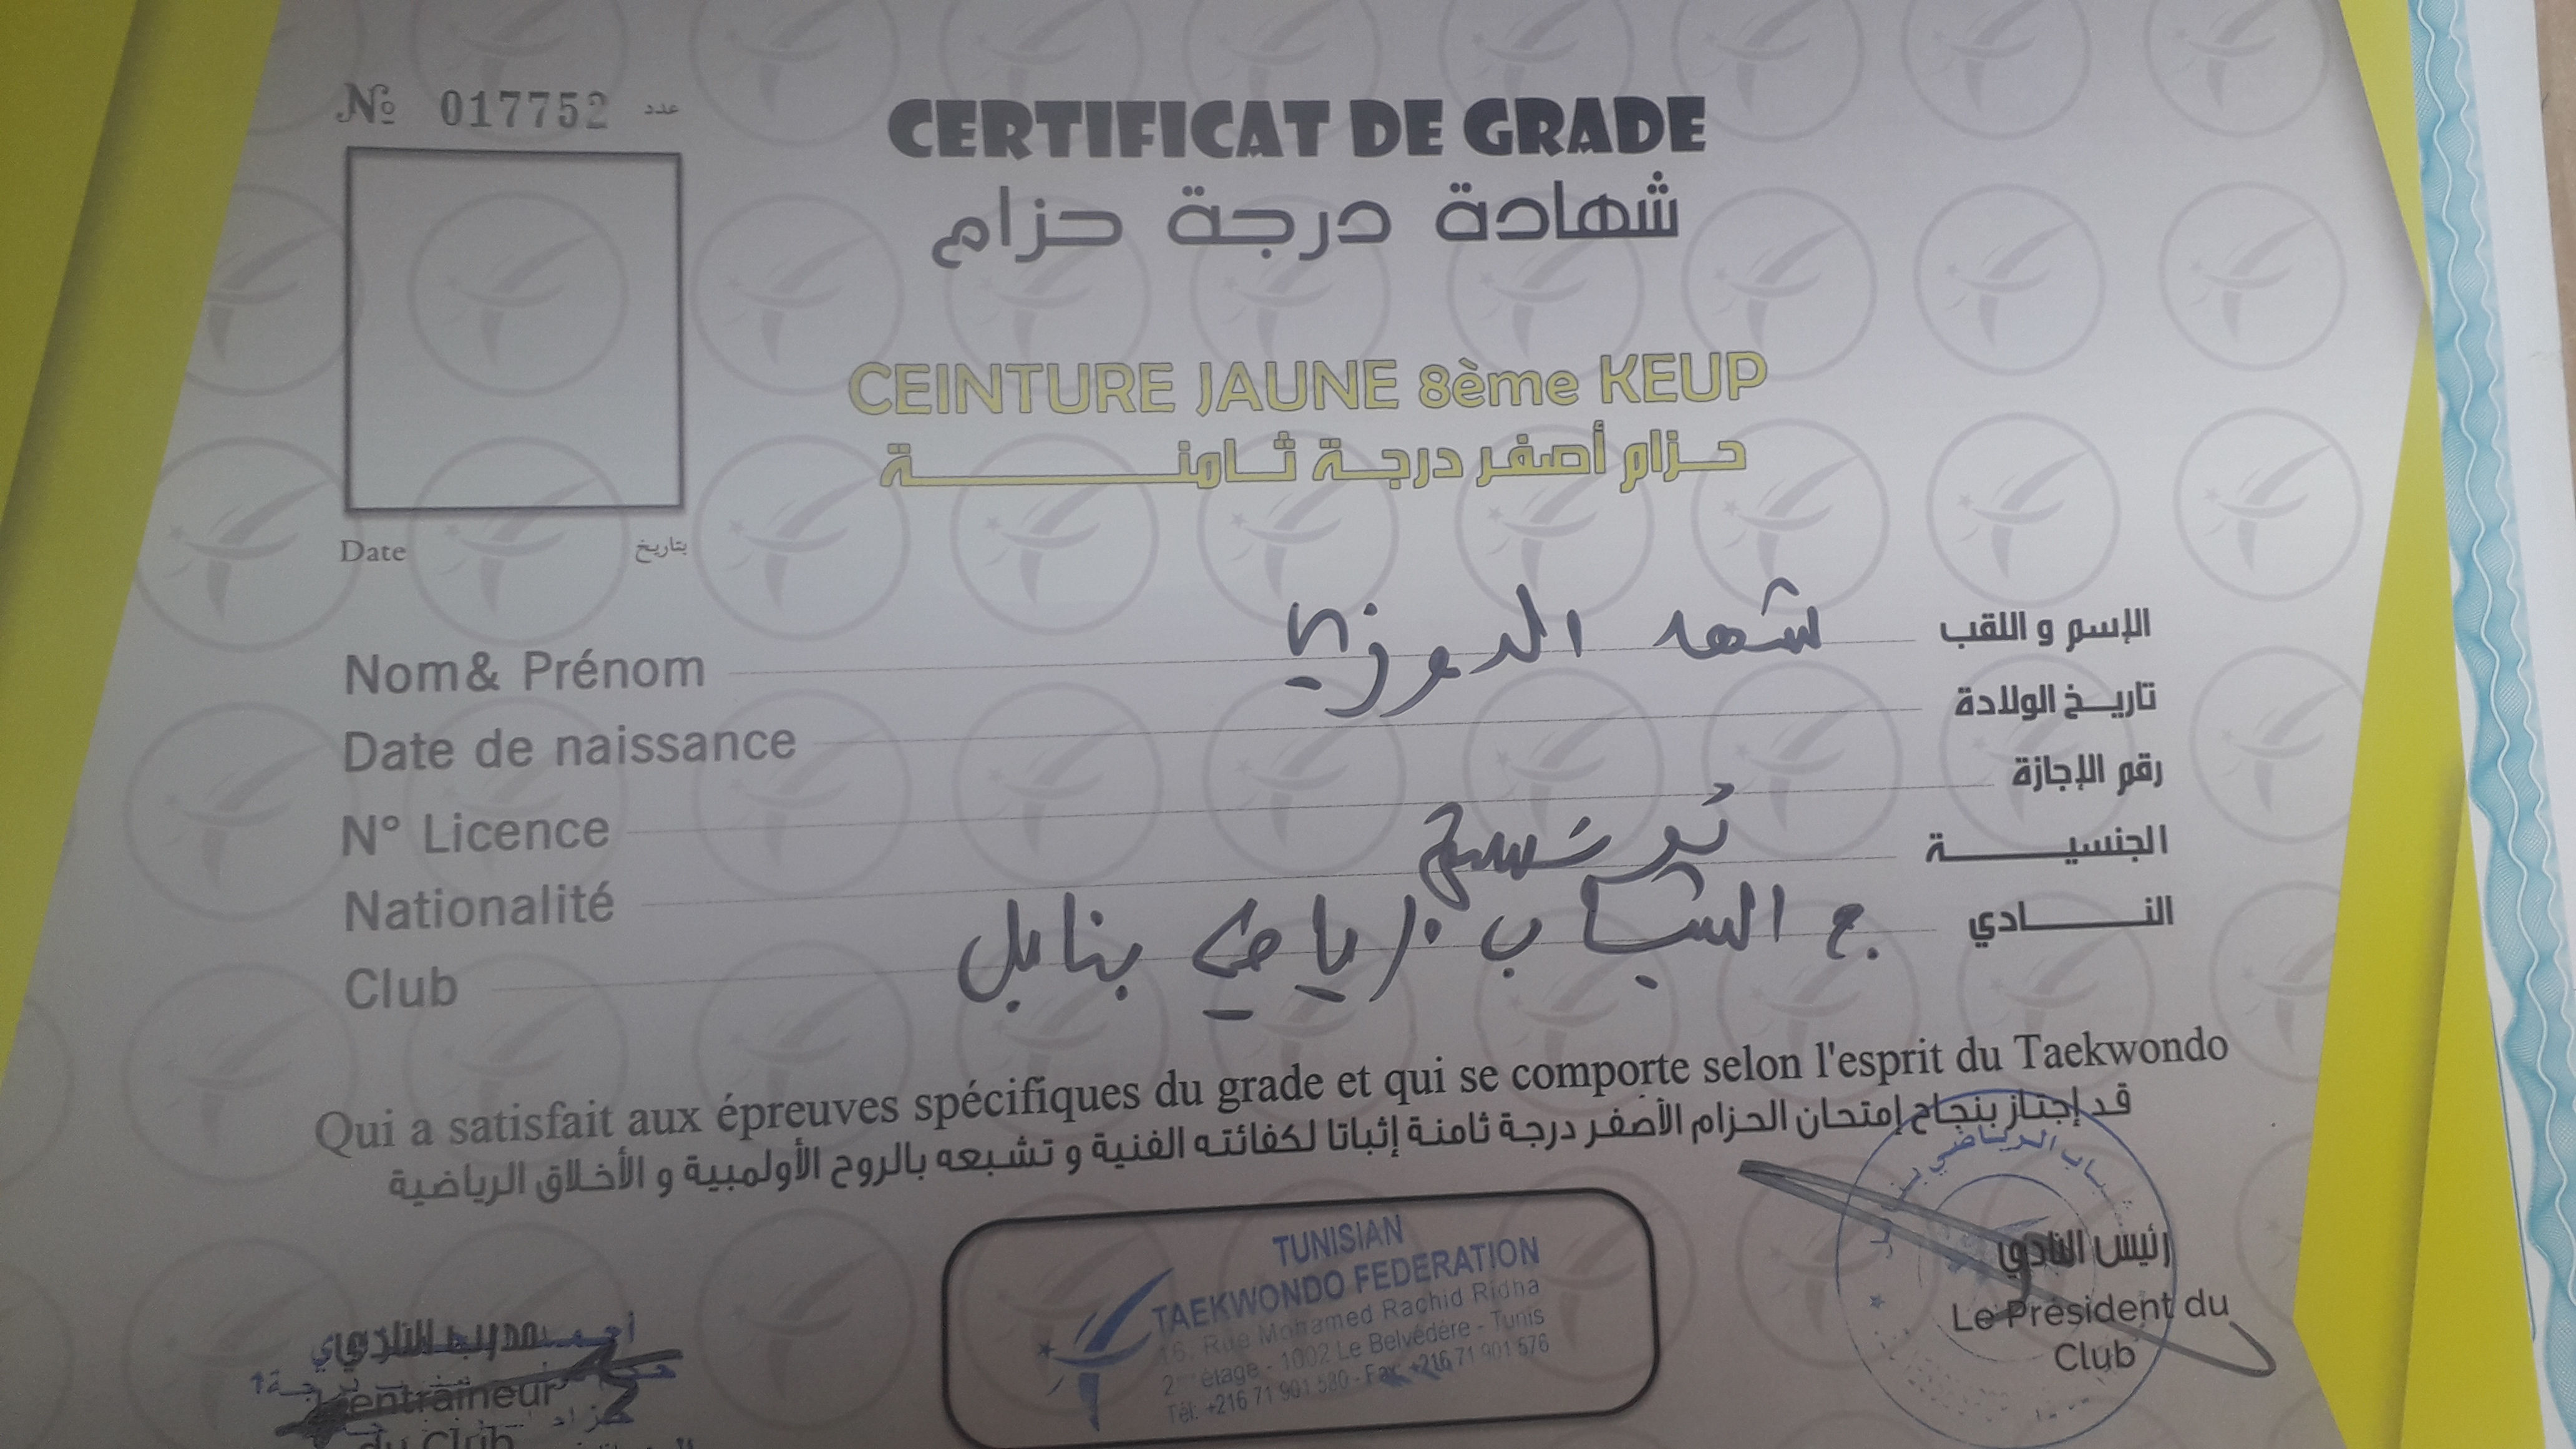 № 017752 عدد
CERTIFICAT DE GRADE
شهادة درجة حزام
CEINTURE JAUNE 8ème KEUP
حزام أصفر درجة ثامنة
Date بتاريخ
Nom& Prénom شهد الدوزي الإسم و اللقب
Date de naissance تاريخ الولادة
N° Licence رقم الإجازة
Nationalité تونسية الجنسية
Club ج الشباب الرياضي بنابل النادي
Qui a satisfait aux épreuves spécifiques du grade et qui se comporte selon l'esprit du Taekwondo
قد إجتاز بنجاح إمتحان الحزام الأصفر درجة ثامنة إثباتا لكفائته الفنية و تشبعه بالروح الأولمبية و الأخلاق الرياضية
مدرب النادي
L'entraîneur
du Club
TUNISIAN
TAEKWONDO FEDERATION
16, Rue Mohamed Rachid Ridha
2 étage - 1002 Le Belvédère - Tunis
Tél: +216 71 901 580 - Fax: +216 71 901 576
رئيس النادي
Le Président du
Club